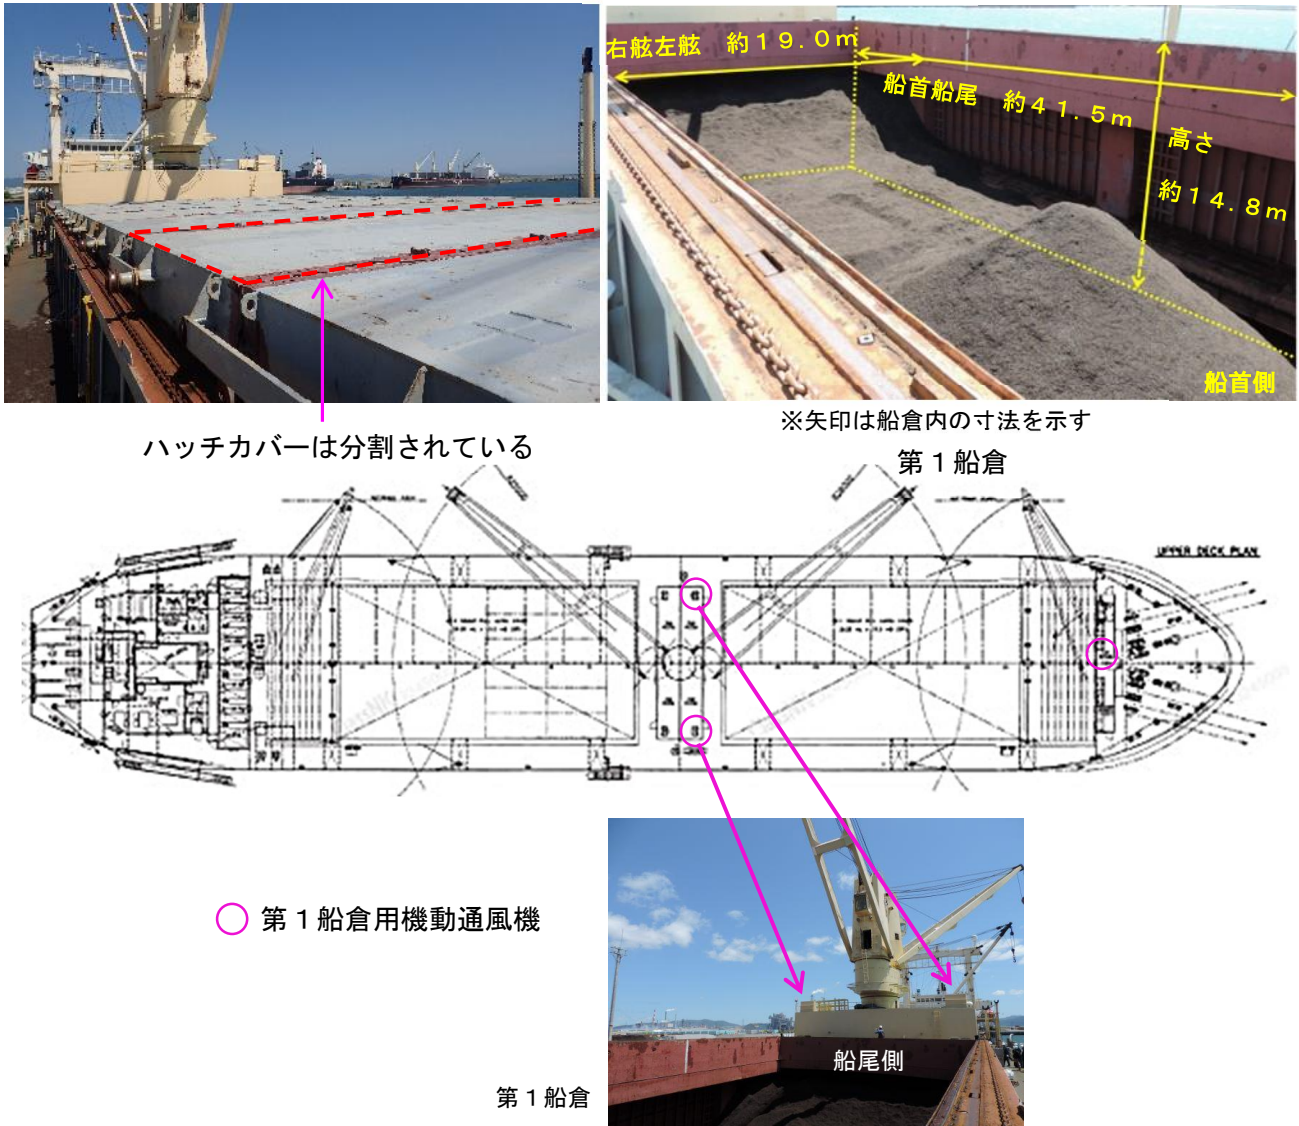 右舷左舷 約１９.０ｍ
船首船尾 約４１.５ｍ
高さ
約１４.８ｍ
船首側
※矢印は船倉内の寸法を示す
ハッチカバーは分割されている
第１船倉
UPPER DECK PLAN
第１船倉用機動通風機
船尾側
第１船倉